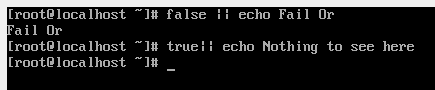 [root@localhost ~]# false || echo Fail Or
Fail Or
[root@localhost ~]# true|| echo Nothing to see here
[root@localhost ~]# _